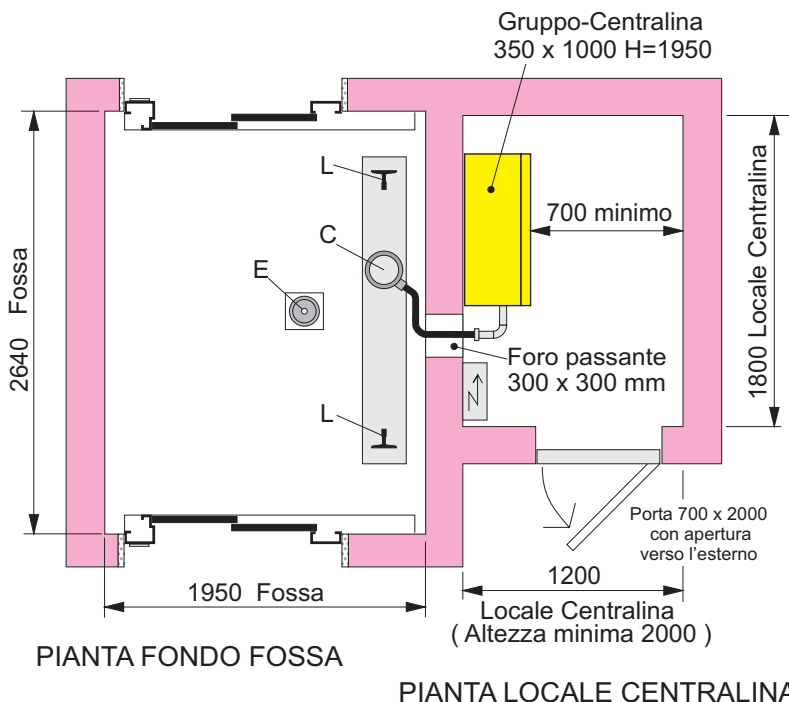 Gruppo-Centralina
350 x 1000 H=1950
L
C
E
L
2640 Fossa
700 minimo
1800 Locale Centralina
Foro passante
300 x 300 mm
Porta 700 x 2000
con apertura
verso l'esterno
1950 Fossa
1200
Locale Centralina
( Altezza minima 2000 )
PIANTA FONDO FOSSA
PIANTA LOCALE CENTRALINA